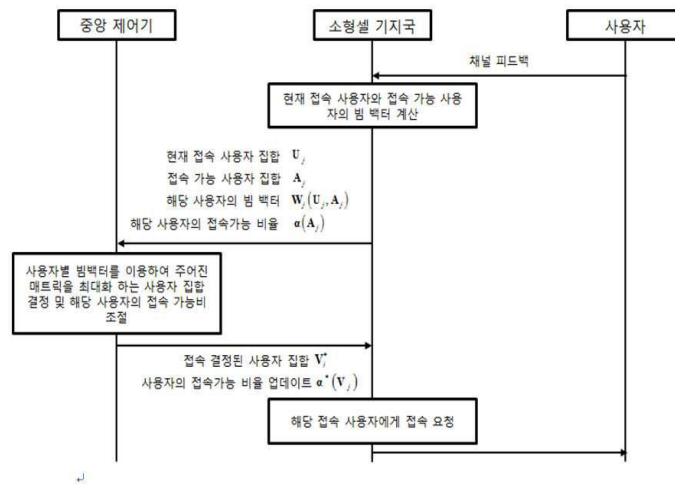 중앙 제어기
소형셀 기지국
사용자
채널 피드백
현재 접속 사용자와 접속 가능 사용
자의 빔 백터 계산
현재 접속 사용자 집합 U_j
접속 가능 사용자 집합 A_j
해당 사용자의 빔 백터 W_j(U_j, A_j)
해당 사용자의 접속가능 비율 α(A_j)
사용자별 빔백터를 이용하여 주어진
매트릭을 최대화 하는 사용자 집합
결정 및 해당 사용자의 접속 가능비
조절
접속 결정된 사용자 집합 V_i^*
사용자의 접속가능 비율 업데이트 α^*(V_j)
해당 접속 사용자에게 접속 요청